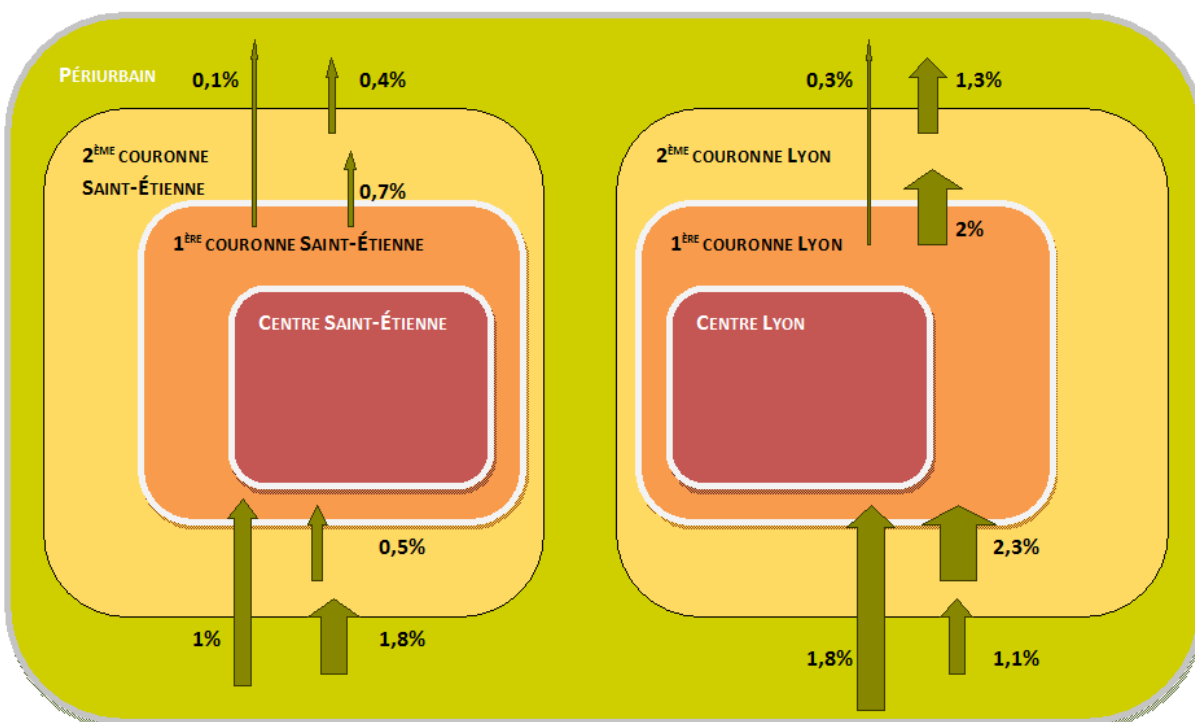 PÉRIURBAIN
0,1%
0,4%
0,3%
1,3%
2ÈME COURONNE
SAINT-ÉTIENNE
2ÈME COURONNE LYON
0,7%
2%
1ÈRE COURONNE SAINT-ÉTIENNE
1ÈRE COURONNE LYON
CENTRE SAINT-ÉTIENNE
CENTRE LYON
0,5%
2,3%
1%
1,8%
1,8%
1,1%